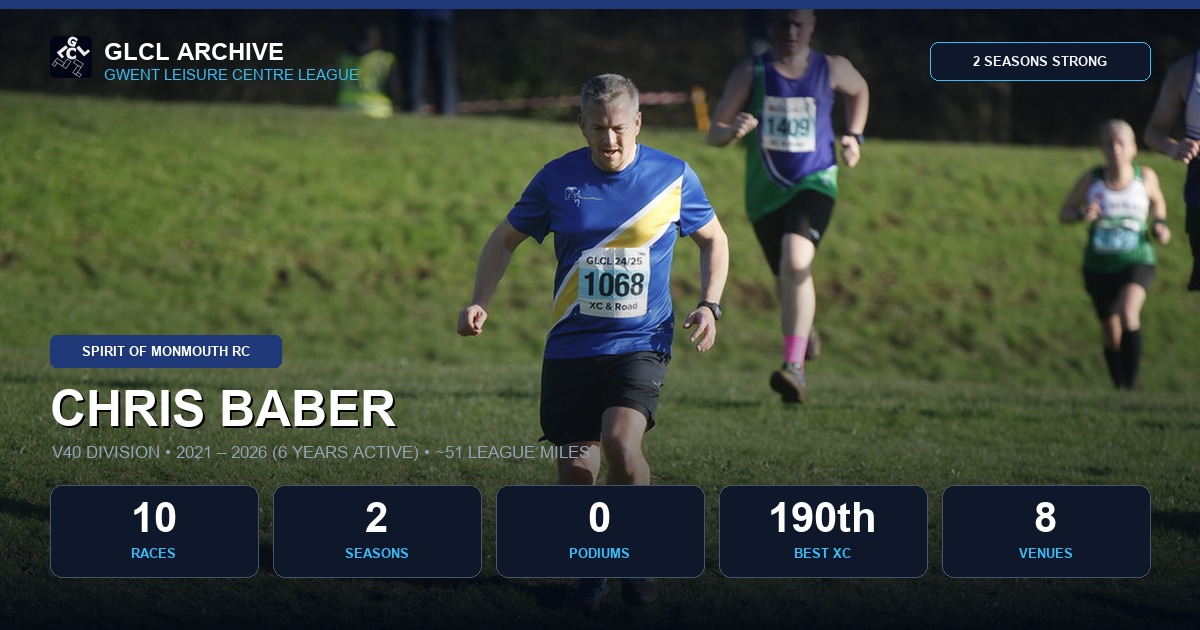 GLCL ARCHIVE
GWENT LEISURE CENTRE LEAGUE
2 SEASONS STRONG
1409
GLCL 24/25
1068
XC & Road
SPIRIT OF MONMOUTH RC
CHRIS BABER
V40 DIVISION • 2021 – 2026 (6 YEARS ACTIVE) • ~51 LEAGUE MILES
10
RACES
2
SEASONS
0
PODIUMS
190th
BEST XC
8
VENUES